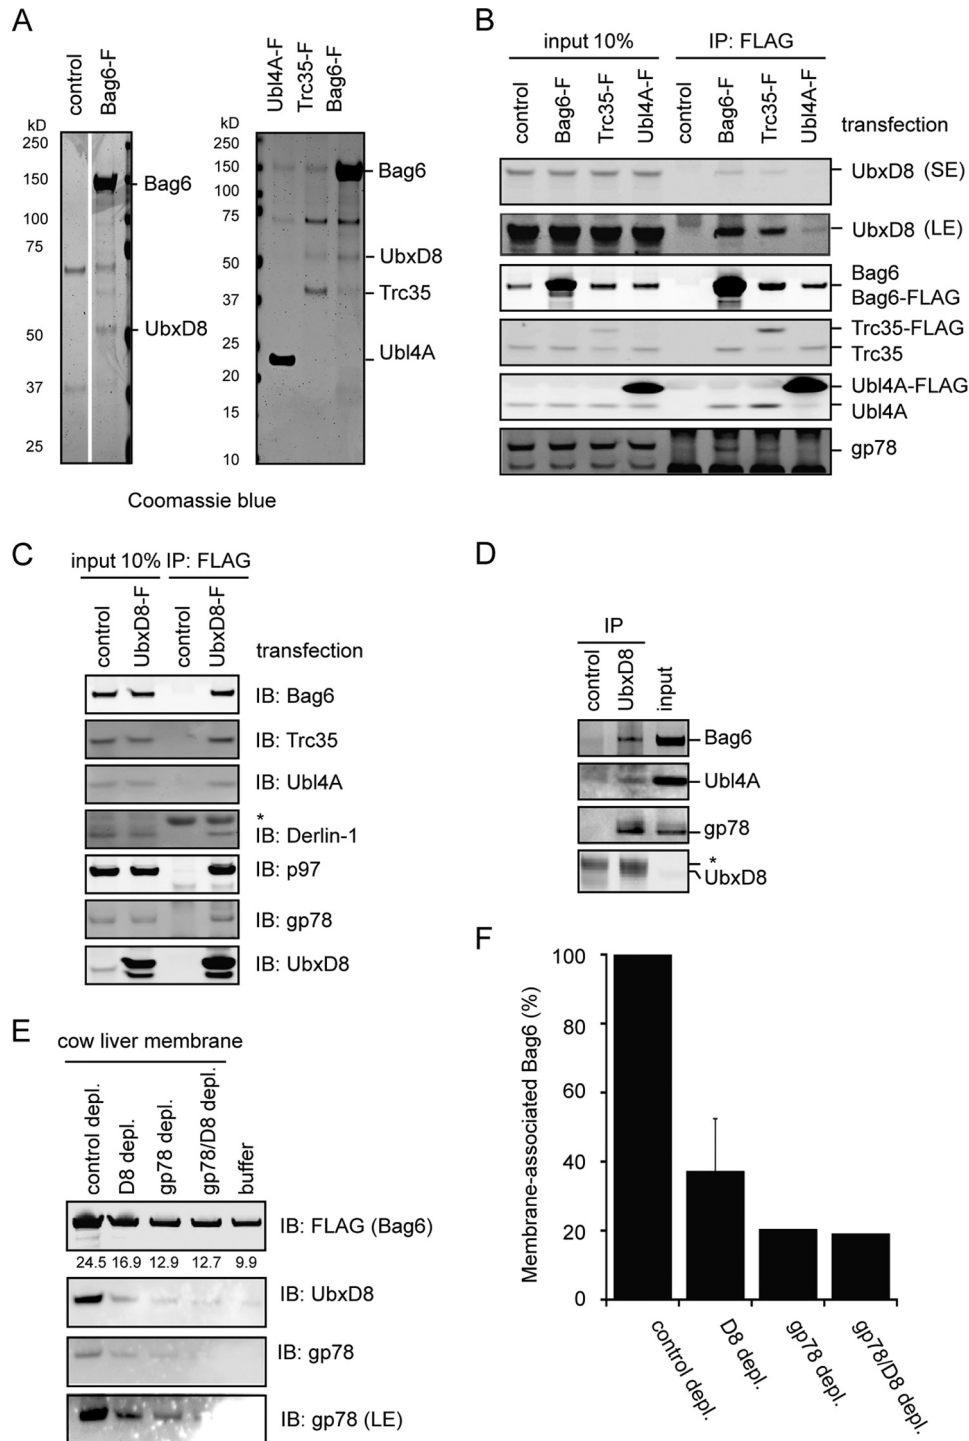 A
control
Bag6-F
kD
250
150
100
75
50
37
25
Bag6
UbxD8
Ubl4A-F
Trc35-F
Bag6-F
kD
250
150
100
75
50
37
25
20
15
10
Bag6
UbxD8
Trc35
Ubl4A
Coomassie blue
B
input 10% IP: FLAG
control
Bag6-F
Trc35-F
Ubl4A-F
control
Bag6-F
Trc35-F
Ubl4A-F
transfection
UbxD8 (SE)
UbxD8 (LE)
Bag6
Bag6-FLAG
Trc35-FLAG
Trc35
Ubl4A-FLAG
Ubl4A
gp78
C
input 10% IP: FLAG
control
UbxD8-F
control
UbxD8-F
transfection
IB: Bag6
IB: Trc35
IB: Ubl4A
*
IB: Derlin-1
IB: p97
IB: gp78
IB: UbxD8
D
IP
control
UbxD8
input
Bag6
Ubl4A
gp78
*
UbxD8
E
cow liver membrane
control depl.
D8 depl.
gp78 depl.
gp78/D8 depl.
buffer
IB: FLAG (Bag6)
24.5 16.9 12.9 12.7 9.9
IB: UbxD8
IB: gp78
IB: gp78 (LE)
F
Membrane-associated Bag6 (%)
100
80
60
40
20
0
control depl.
D8 depl.
gp78 depl.
gp78/D8 depl.